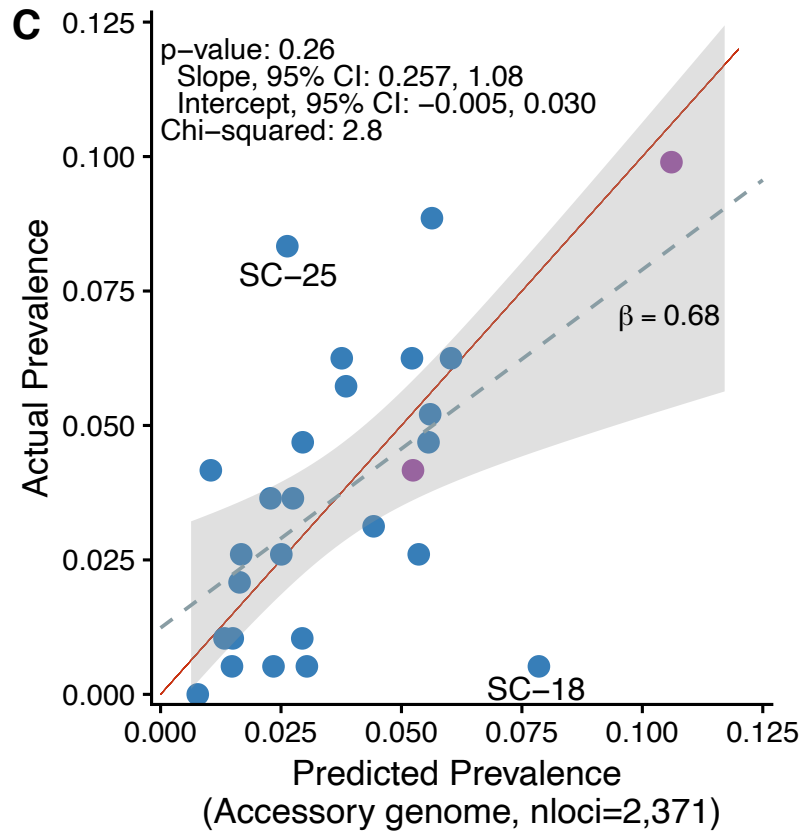 C
p−value: 0.26
Slope, 95% CI: 0.257, 1.08
Intercept, 95% CI: −0.005, 0.030
Chi−squared: 2.8
0.125
0.100
0.075
0.050
0.025
0.000
Actual Prevalence
SC−25
β = 0.68
SC−18
0.000 0.025 0.050 0.075 0.100 0.125
Predicted Prevalence
(Accessory genome, nloci=2,371)